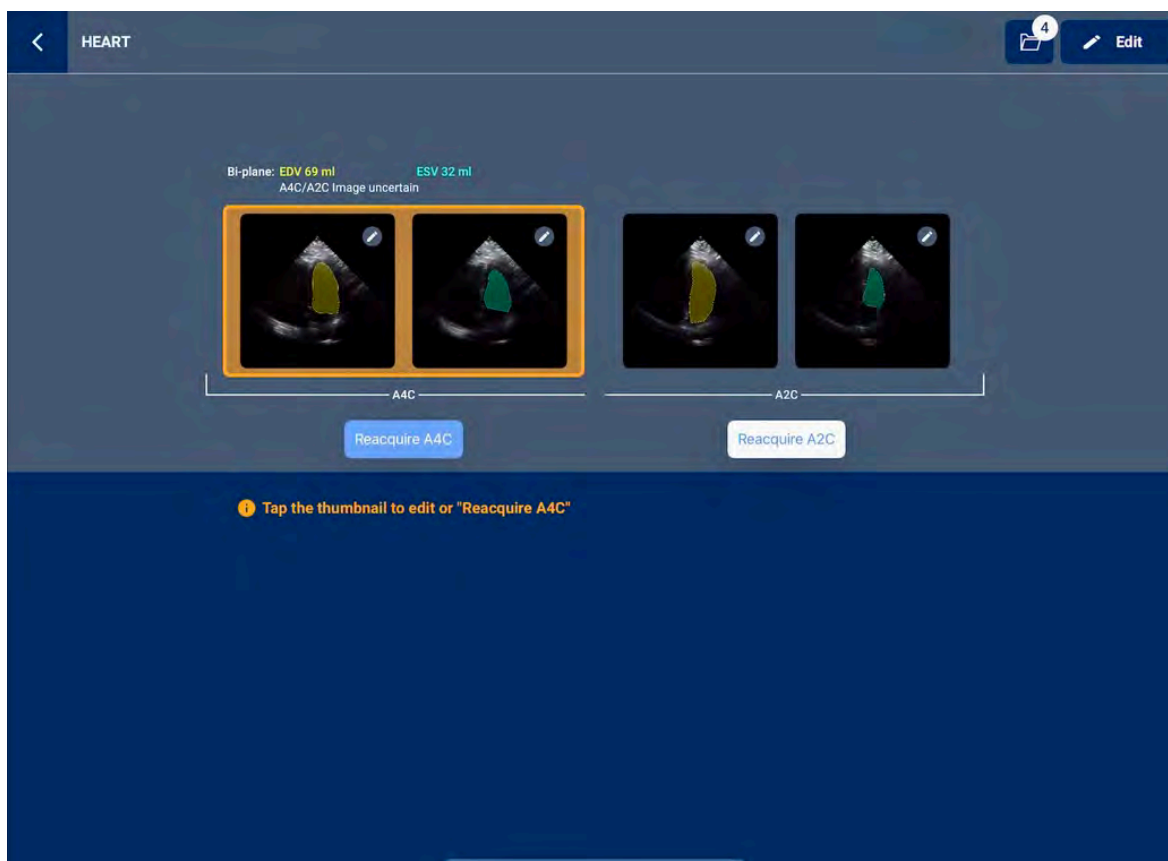 HEART
4
Edit
Bi-plane: EDV 69 ml ESV 32 ml
A4C/A2C Image uncertain
A4C A2C
Reacquire A4C Reacquire A2C
Tap the thumbnail to edit or "Reacquire A4C"